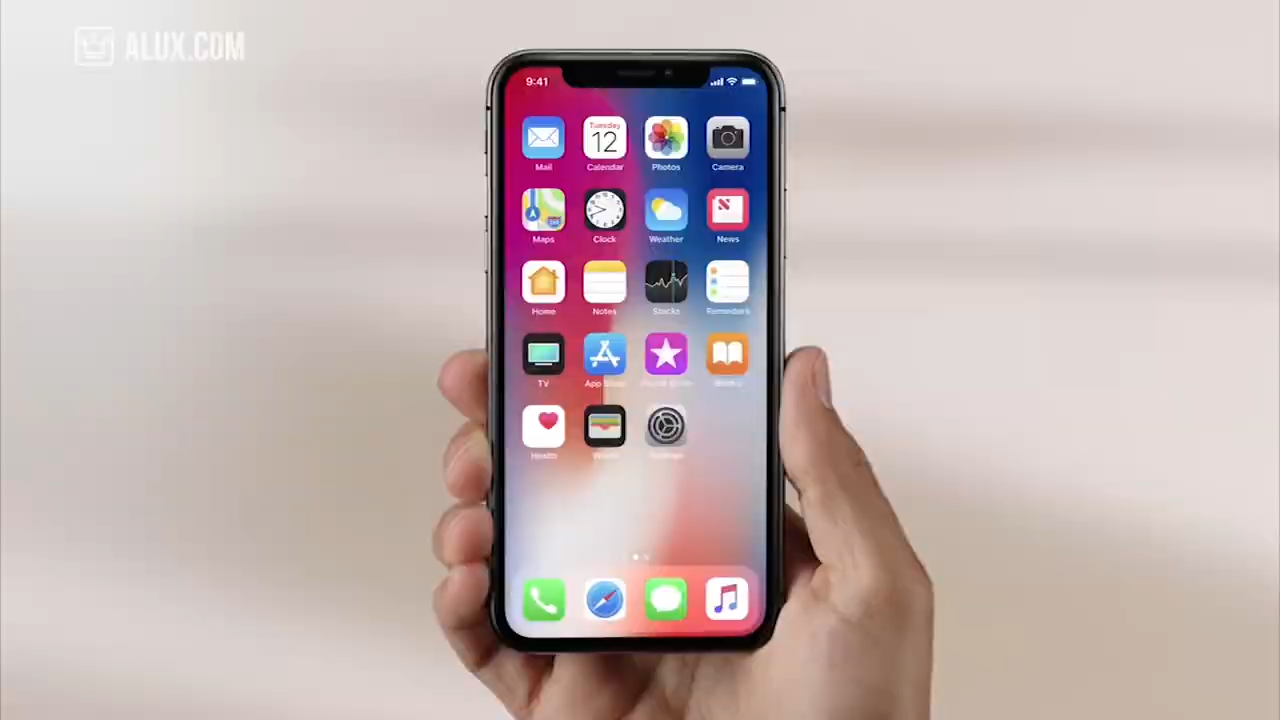 ALUX.COM
9:41
Tuesday
12
Mail Calendar Photos Camera
Maps Clock Weather News
Home Notes Stocks Reminders
TV App Store
Health